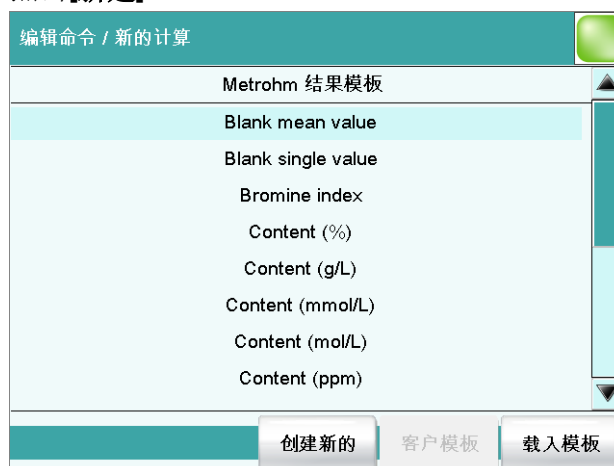 编辑命令 / 新的计算
Metrohm 结果模板
Blank mean value
Blank single value
Bromine index
Content (%)
Content (g/L)
Content (mmol/L)
Content (mol/L)
Content (ppm)
创建新的 客户模板 载入模板